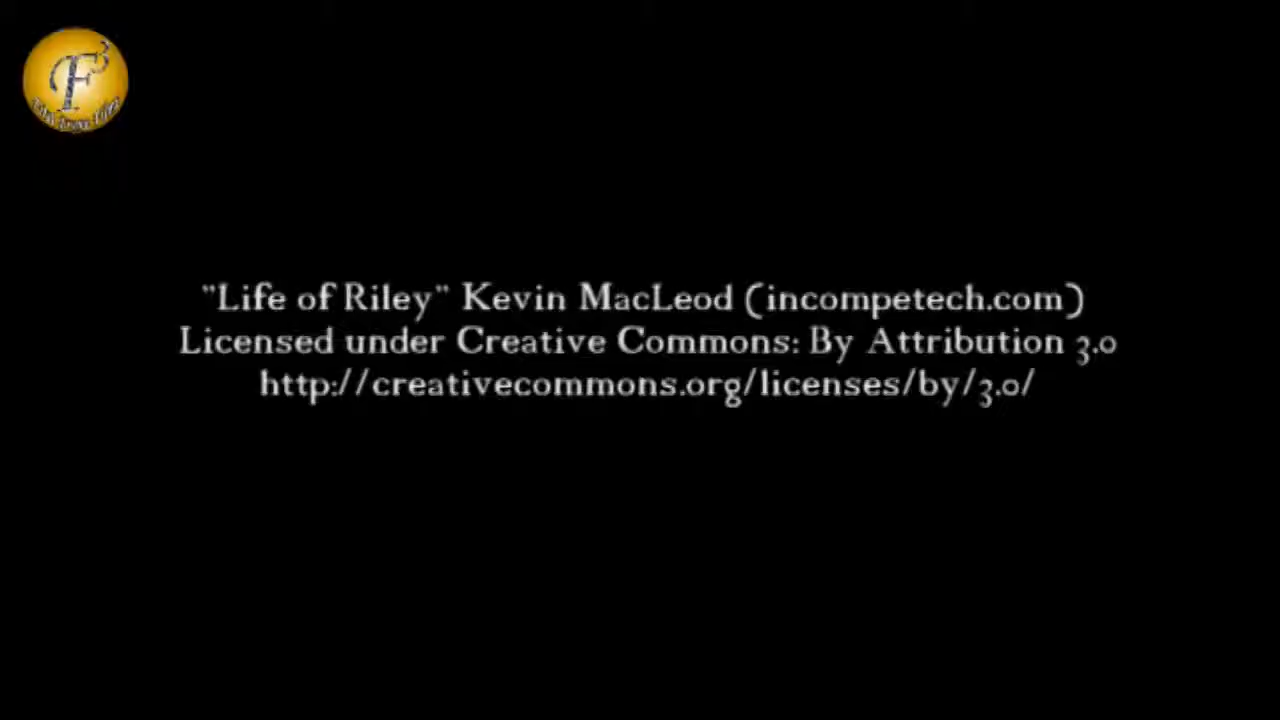 F3
"Life of Riley" Kevin MacLeod (incompetech.com)
Licensed under Creative Commons: By Attribution 3.0
http://creativecommons.org/licenses/by/3.0/